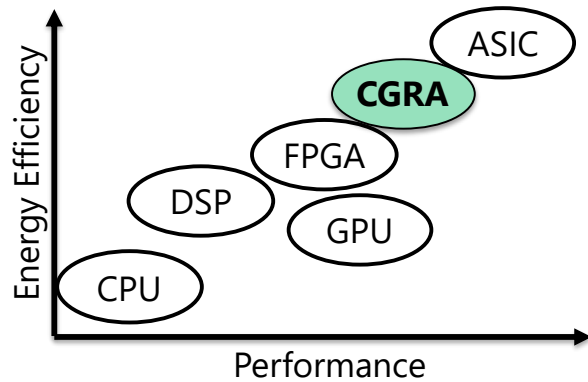 ASIC
CGRA
FPGA
DSP
GPU
CPU
Energy Efficiency
Performance